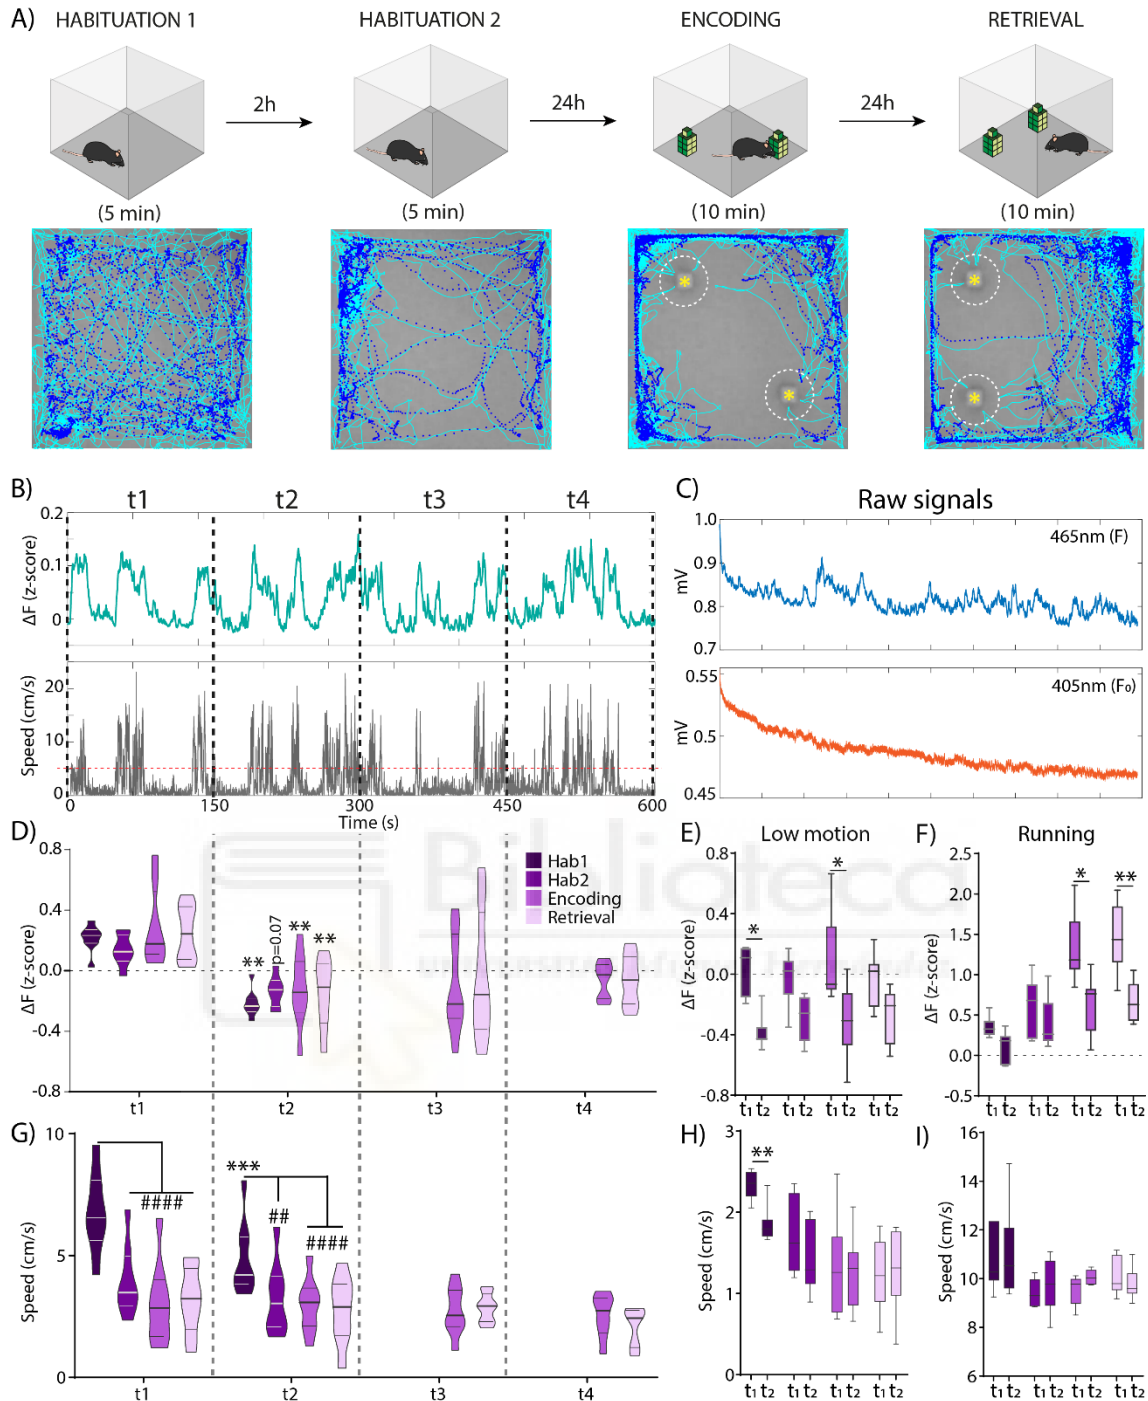 A)
HABITUATION 1
HABITUATION 2
ENCODING
RETRIEVAL
2h
24h
24h
(5 min)
(5 min)
(10 min)
(10 min)
* * * *
B)
t1 t2 t3 t4
ΔF (z-score)
0.2
0.1
0
Speed (cm/s)
20
10
0
0 150 300 450 600
Time (s)
C)
Raw signals
465nm (F)
mV
1.0
0.9
0.8
0.7
405nm (F₀)
mV
0.55
0.5
0.45
Biblioteca
D)
ΔF (z-score)
0.8
0.4
0.0
-0.4
-0.8
Hab1
Hab2
Encoding
Retrieval
** p=0.07 ** **
t1 t2 t3 t4
E)
Low motion
ΔF (z-score)
0.8
0.4
0.0
-0.4
-0.8
* *
t₁ t₂ t₁ t₂ t₁ t₂ t₁ t₂
F)
Running
ΔF (z-score)
2.5
2.0
1.5
1.0
0.5
0.0
-0.5
* **
t₁ t₂ t₁ t₂ t₁ t₂ t₁ t₂
G)
Speed (cm/s)
10
5
0
####
***
##
####
t1 t2 t3 t4
H)
Speed (cm/s)
3
2
1
0
**
t₁ t₂ t₁ t₂ t₁ t₂ t₁ t₂
I)
Speed (cm/s)
16
14
12
10
8
6
t₁ t₂ t₁ t₂ t₁ t₂ t₁ t₂